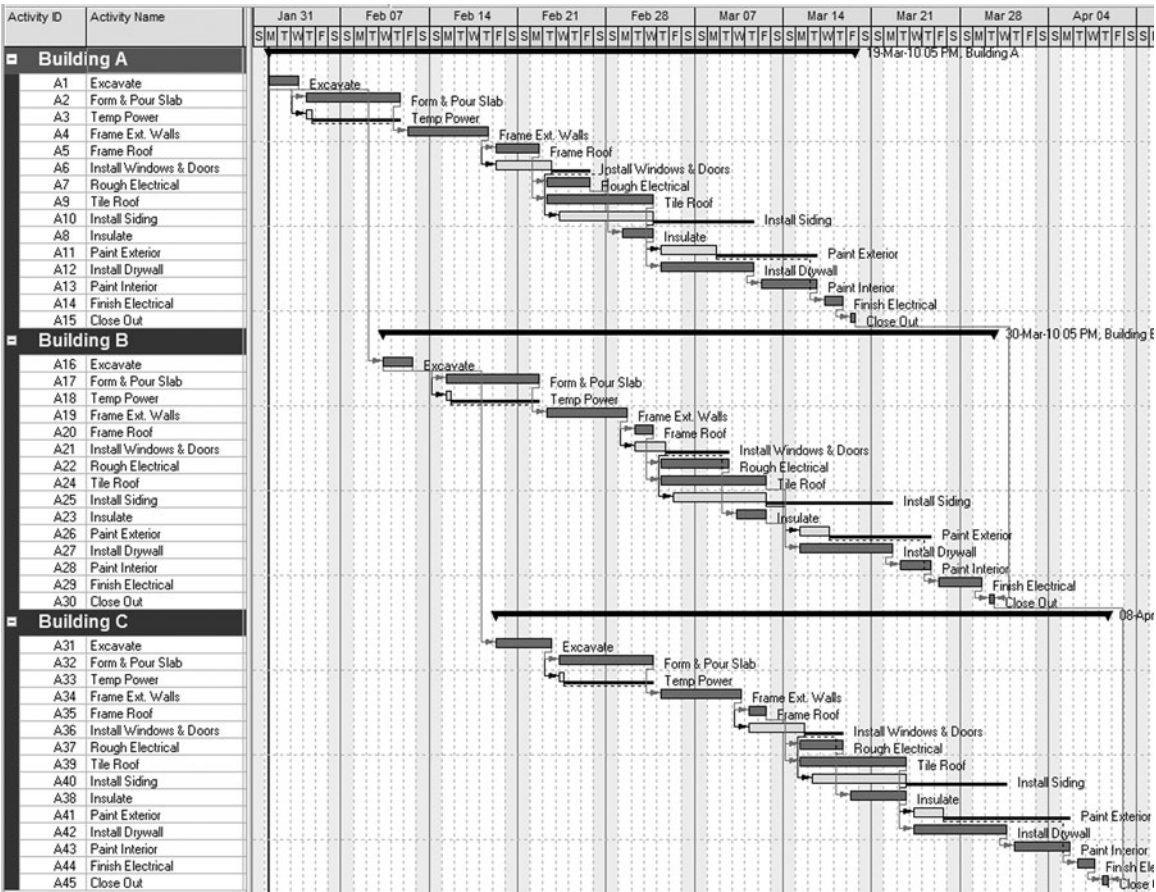 Activity ID Activity Name Jan 31 Feb 07 Feb 14 Feb 21 Feb 28 Mar 07 Mar 14 Mar 21 Mar 28 Apr 04
S M T W T F S S M T W T F S S M T W T F S S M T W T F S S M T W T F S S M T W T F S S M T W T F S S M T W T F S S M T W T F S S M T W T F S S
Building A 19-Mar-10 05 PM, Building A
A1 Excavate Excavate
A2 Form & Pour Slab Form & Pour Slab
A3 Temp Power Temp Power
A4 Frame Ext. Walls Frame Ext. Walls
A5 Frame Roof Frame Roof
A6 Install Windows & Doors Install Windows & Doors
A7 Rough Electrical Rough Electrical
A9 Tile Roof Tile Roof
A10 Install Siding Install Siding
A8 Insulate Insulate
A11 Paint Exterior Paint Exterior
A12 Install Drywall Install Drywall
A13 Paint Interior Paint Interior
A14 Finish Electrical Finish Electrical
A15 Close Out Close Out
Building B 30-Mar-10 05 PM, Building B
A16 Excavate Excavate
A17 Form & Pour Slab Form & Pour Slab
A18 Temp Power Temp Power
A19 Frame Ext. Walls Frame Ext. Walls
A20 Frame Roof Frame Roof
A21 Install Windows & Doors Install Windows & Doors
A22 Rough Electrical Rough Electrical
A24 Tile Roof Tile Roof
A25 Install Siding Install Siding
A23 Insulate Insulate
A26 Paint Exterior Paint Exterior
A27 Install Drywall Install Drywall
A28 Paint Interior Paint Interior
A29 Finish Electrical Finish Electrical
A30 Close Out Close Out
Building C 08-Apr
A31 Excavate Excavate
A32 Form & Pour Slab Form & Pour Slab
A33 Temp Power Temp Power
A34 Frame Ext. Walls Frame Ext. Walls
A35 Frame Roof Frame Roof
A36 Install Windows & Doors Install Windows & Doors
A37 Rough Electrical Rough Electrical
A39 Tile Roof Tile Roof
A40 Install Siding Install Siding
A38 Insulate Insulate
A41 Paint Exterior Paint Exterior
A42 Install Drywall Install Drywall
A43 Paint Interior Paint Interior
A44 Finish Electrical Finish Ele
A45 Close Out Close